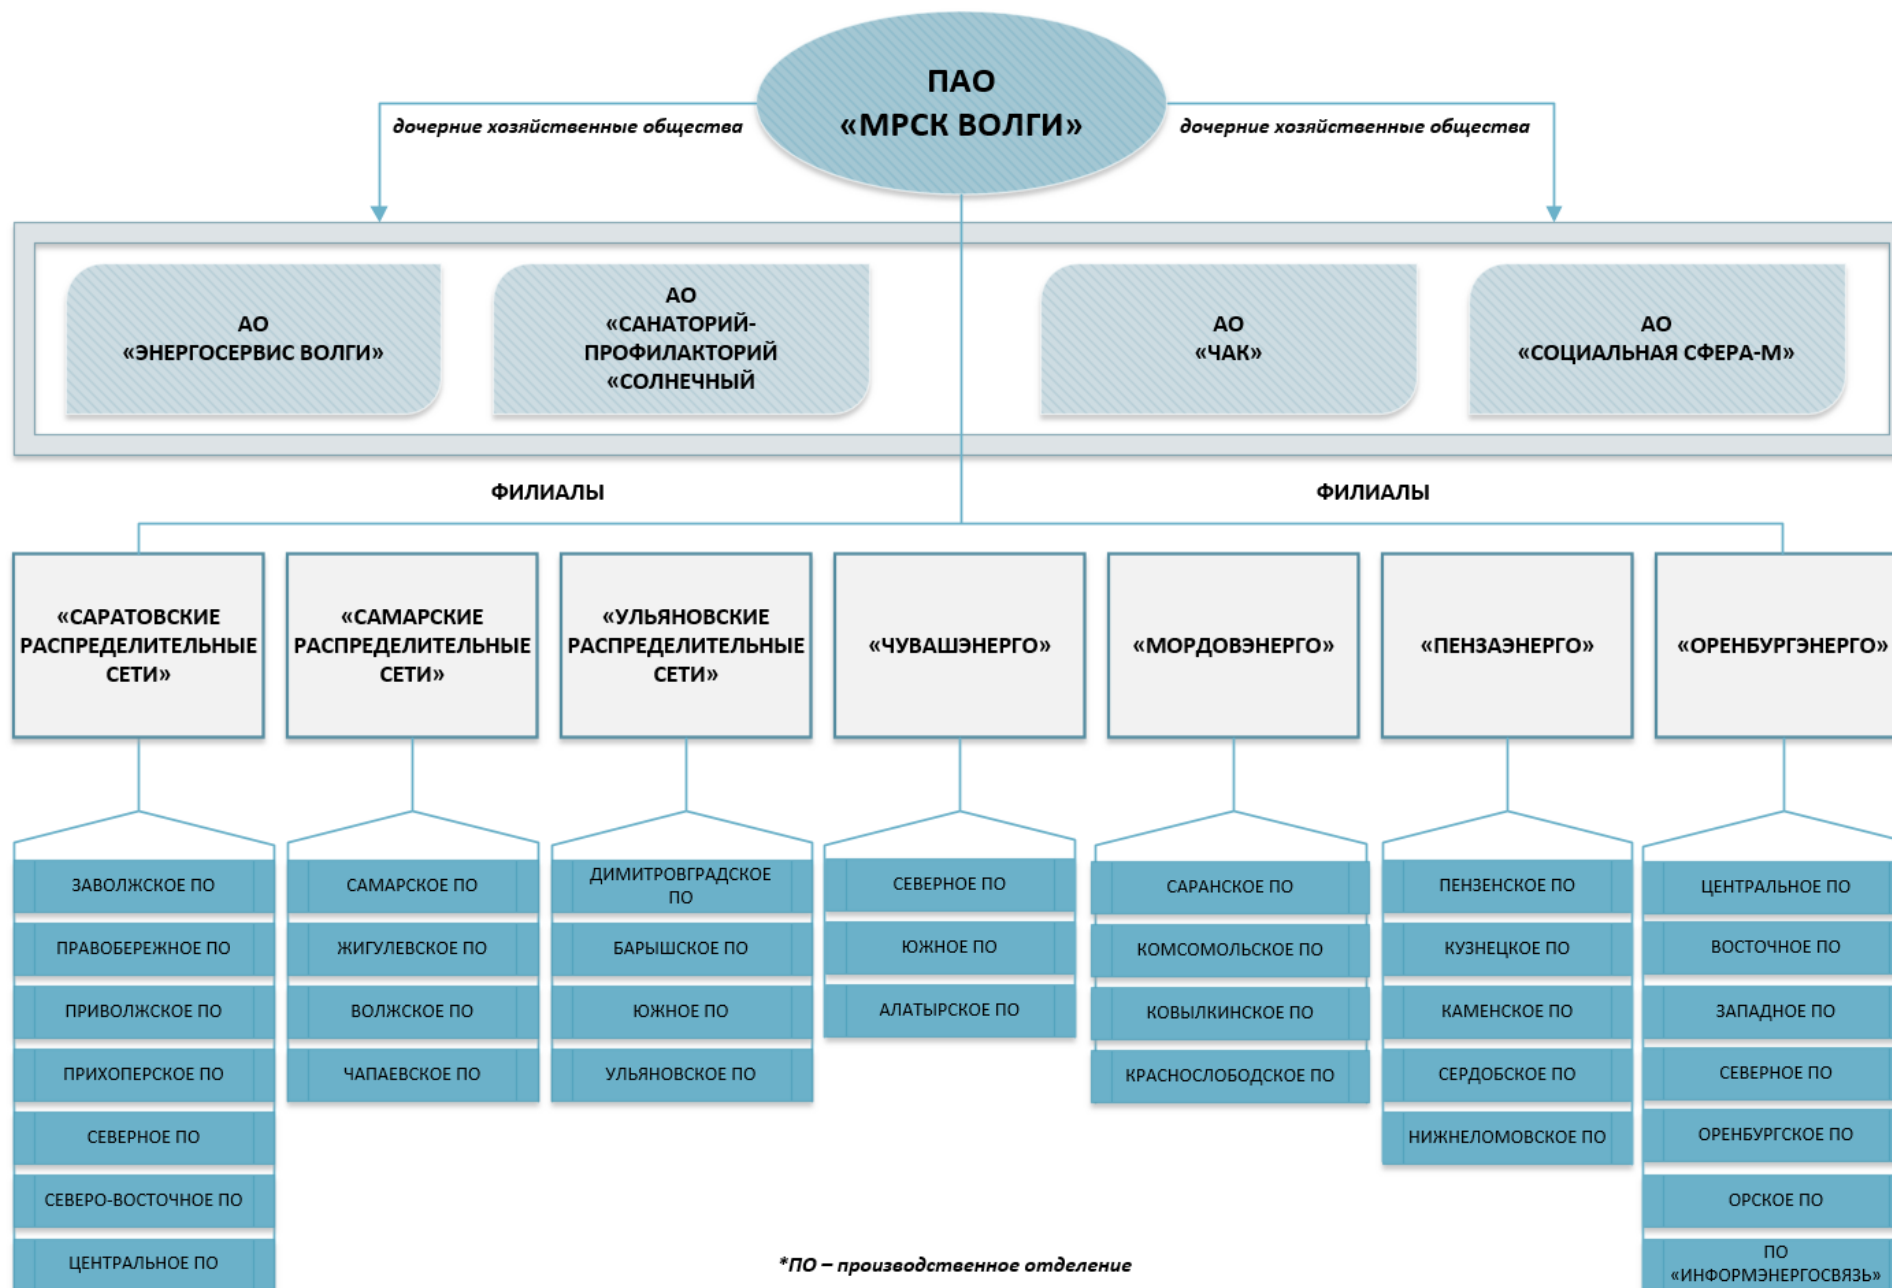 ПАО
«МРСК ВОЛГИ»
дочерние хозяйственные общества
дочерние хозяйственные общества
АО
«ЭНЕРГОСЕРВИС ВОЛГИ»
АО
«САНАТОРИЙ-
ПРОФИЛАКТОРИЙ
«СОЛНЕЧНЫЙ
АО
«ЧАК»
АО
«СОЦИАЛЬНАЯ СФЕРА-М»
ФИЛИАЛЫ
ФИЛИАЛЫ
«САРАТОВСКИЕ
РАСПРЕДЕЛИТЕЛЬНЫЕ
СЕТИ»
«САМАРСКИЕ
РАСПРЕДЕЛИТЕЛЬНЫЕ
СЕТИ»
«УЛЬЯНОВСКИЕ
РАСПРЕДЕЛИТЕЛЬНЫЕ
СЕТИ»
«ЧУВАШЭНЕРГО»
«МОРДОВЭНЕРГО»
«ПЕНЗАЭНЕРГО»
«ОРЕНБУРГЭНЕРГО»
ЗАВОЛЖСКОЕ ПО
ПРАВОБЕРЕЖНОЕ ПО
ПРИВОЛЖСКОЕ ПО
ПРИХОПЕРСКОЕ ПО
СЕВЕРНОЕ ПО
СЕВЕРО-ВОСТОЧНОЕ ПО
ЦЕНТРАЛЬНОЕ ПО
САМАРСКОЕ ПО
ЖИГУЛЕВСКОЕ ПО
ВОЛЖСКОЕ ПО
ЧАПАЕВСКОЕ ПО
ДИМИТРОВГРАДСКОЕ
ПО
БАРЫШСКОЕ ПО
ЮЖНОЕ ПО
УЛЬЯНОВСКОЕ ПО
СЕВЕРНОЕ ПО
ЮЖНОЕ ПО
АЛАТЫРСКОЕ ПО
САРАНСКОЕ ПО
КОМСОМОЛЬСКОЕ ПО
КОВЫЛКИНСКОЕ ПО
КРАСНОСЛОБОДСКОЕ ПО
ПЕНЗЕНСКОЕ ПО
КУЗНЕЦКОЕ ПО
КАМЕНСКОЕ ПО
СЕРДОБСКОЕ ПО
НИЖНЕЛОМОВСКОЕ ПО
ЦЕНТРАЛЬНОЕ ПО
ВОСТОЧНОЕ ПО
ЗАПАДНОЕ ПО
СЕВЕРНОЕ ПО
ОРЕНБУРГСКОЕ ПО
ОРСКОЕ ПО
ПО
«ИНФОРМЭНЕРГОСВЯЗЬ»
*ПО – производственное отделение